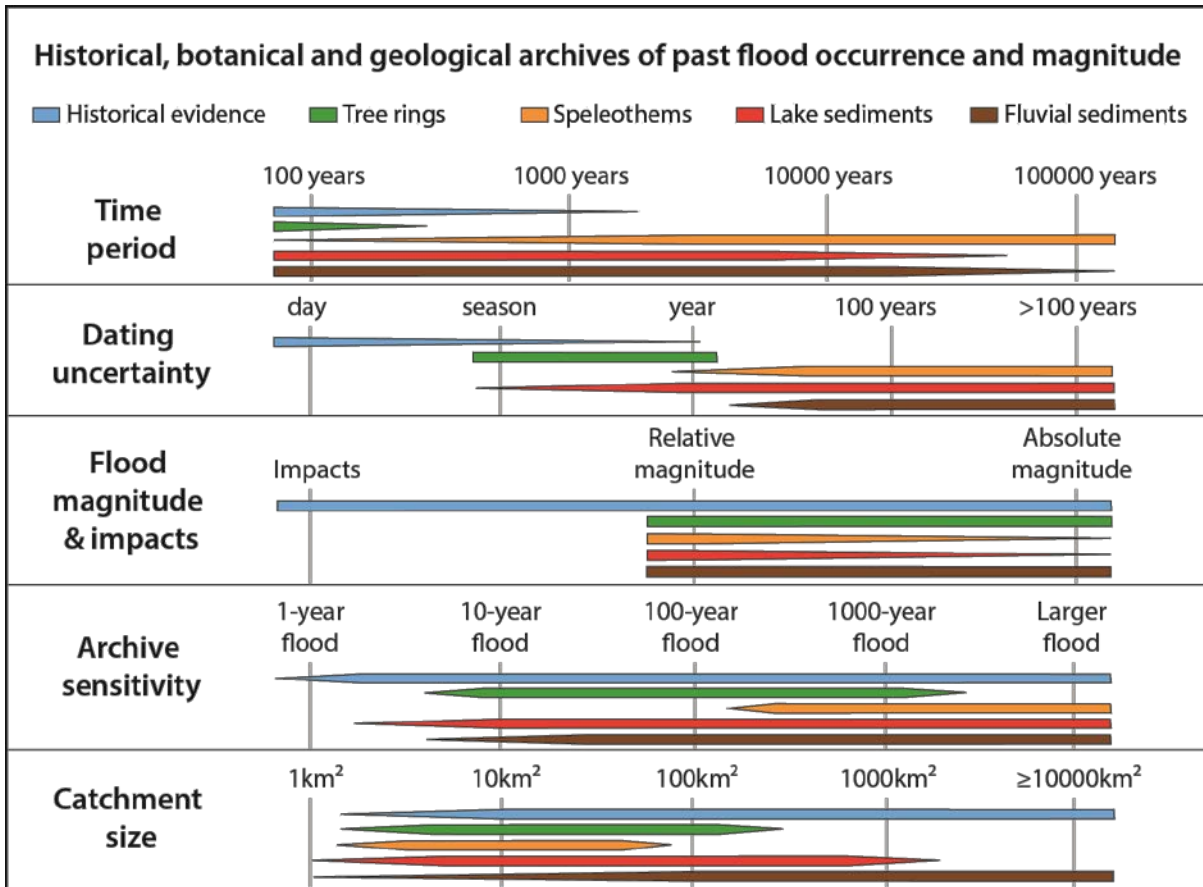 Historical, botanical and geological archives of past flood occurrence and magnitude
Historical evidence Tree rings Speleothems Lake sediments Fluvial sediments
Time
period
100 years 1000 years 10000 years 100000 years
Dating
uncertainty
day season year 100 years >100 years
Flood
magnitude
& impacts
Impacts
Relative
magnitude
Absolute
magnitude
Archive
sensitivity
1-year
flood
10-year
flood
100-year
flood
1000-year
flood
Larger
flood
Catchment
size
1km² 10km² 100km² 1000km² ≥10000km²